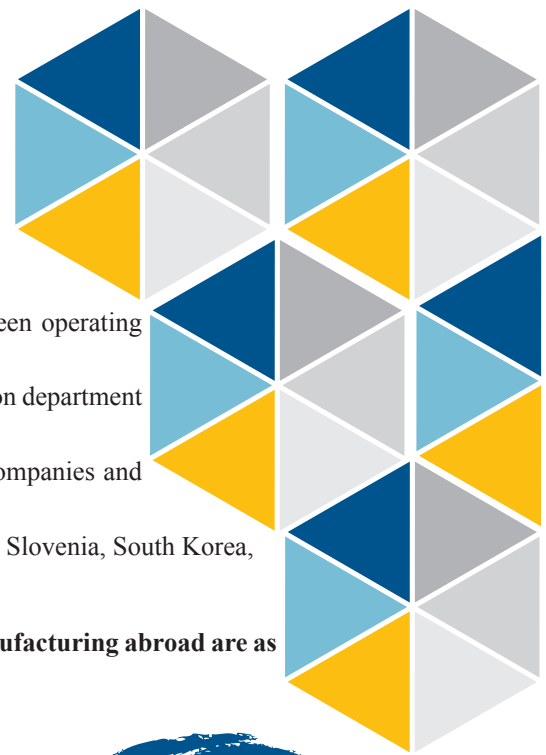 een operating
on department
ompanies and
Slovenia, South Korea,
ufacturing abroad are as